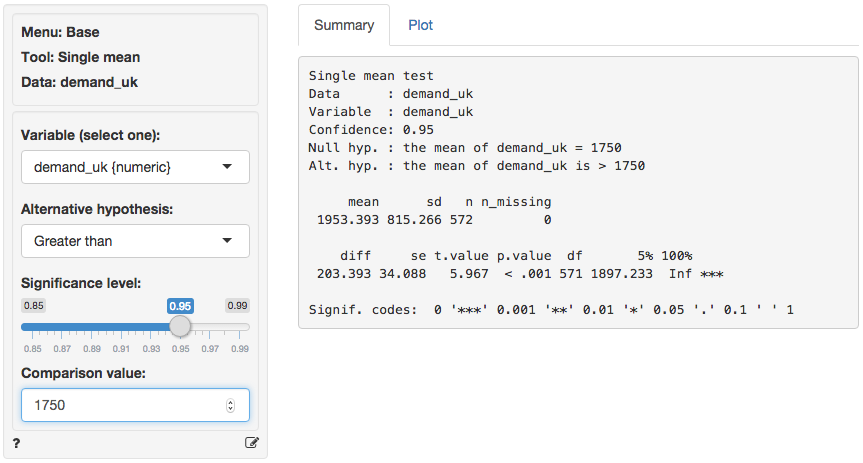 Menu: Base
Tool: Single mean
Data: demand_uk
Variable (select one):
demand_uk {numeric}
Alternative hypothesis:
Greater than
Significance level:
0.85 0.95 0.99
0.85 0.87 0.89 0.91 0.93 0.95 0.97 0.99
Comparison value:
1750
?
Summary Plot
Single mean test
Data      : demand_uk
Variable  : demand_uk
Confidence: 0.95
Null hyp. : the mean of demand_uk = 1750
Alt. hyp. : the mean of demand_uk is > 1750
mean      sd   n n_missing
1953.393 815.266 572         0
diff     se t.value p.value  df       5% 100%
203.393 34.088   5.967  < .001 571 1897.233  Inf ***
Signif. codes:  0 '***' 0.001 '**' 0.01 '*' 0.05 '.' 0.1 ' ' 1